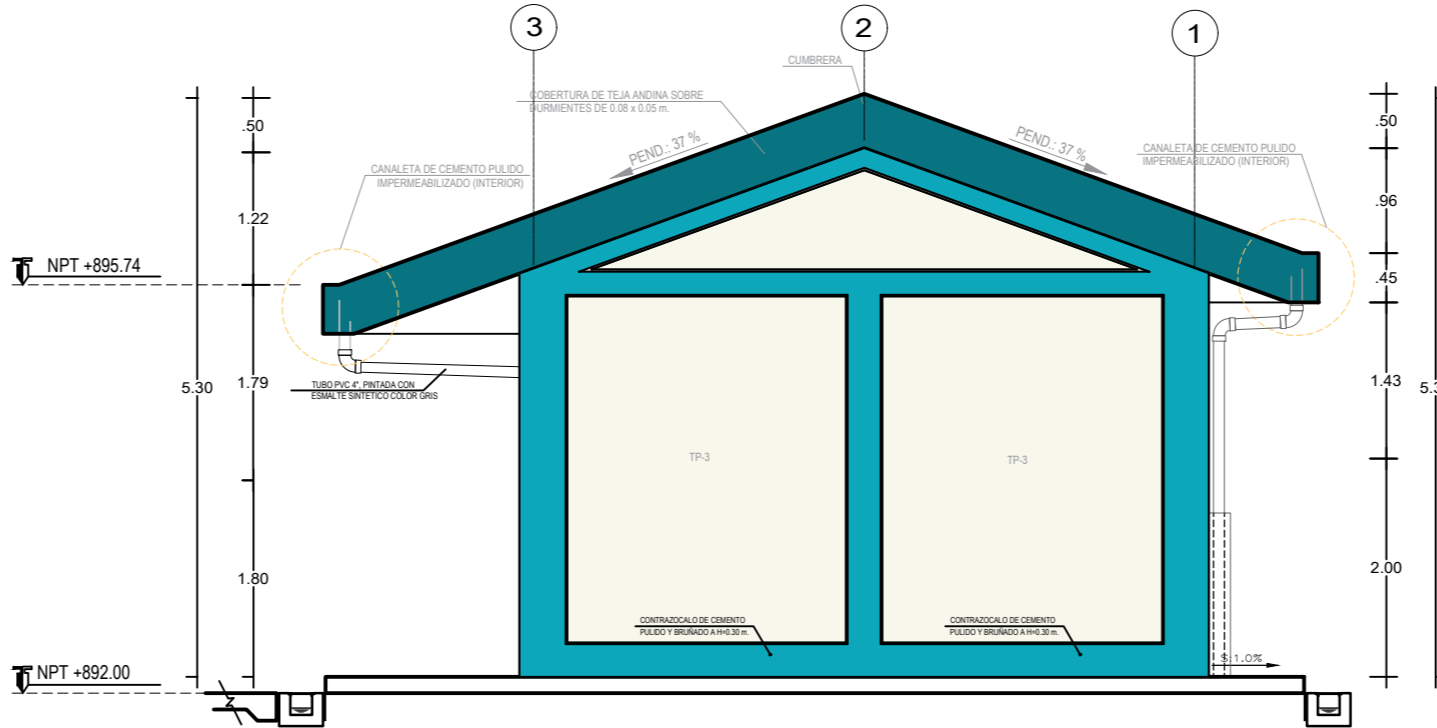 3
2
1
CUMBRERA
COBERTURA DE TEJA ANDINA SOBRE
DURMIENTES DE 0.08 x 0.05 m.
.50
.50
PEND.: 37 %
PEND.: 37 %
CANALETA DE CEMENTO PULIDO
IMPERMEABILIZADO (INTERIOR)
CANALETA DE CEMENTO PULIDO
IMPERMEABILIZADO (INTERIOR)
1.22
.96
NPT +895.74
.45
5.30
1.79
TUBO PVC 4", PINTADA CON
ESMALTE SINTETICO COLOR GRIS
1.43
TP-3
TP-3
1.80
2.00
CONTRAZOCALO DE CEMENTO
PULIDO Y BRUÑADO A H=0.30 m.
CONTRAZOCALO DE CEMENTO
PULIDO Y BRUÑADO A H=0.30 m.
S:1.0%
NPT +892.00